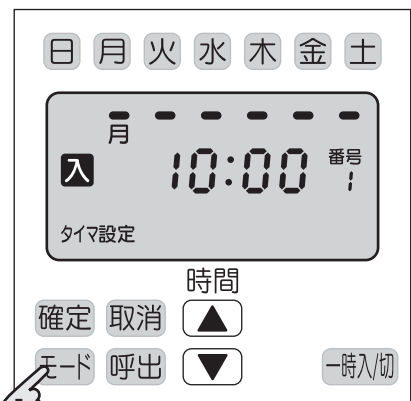 日 月 火 水 木 金 土
月
入 10:00 番号 1
タイマ設定
時間
確定 取消 ▲
モード 呼出 ▼ 一時入/切